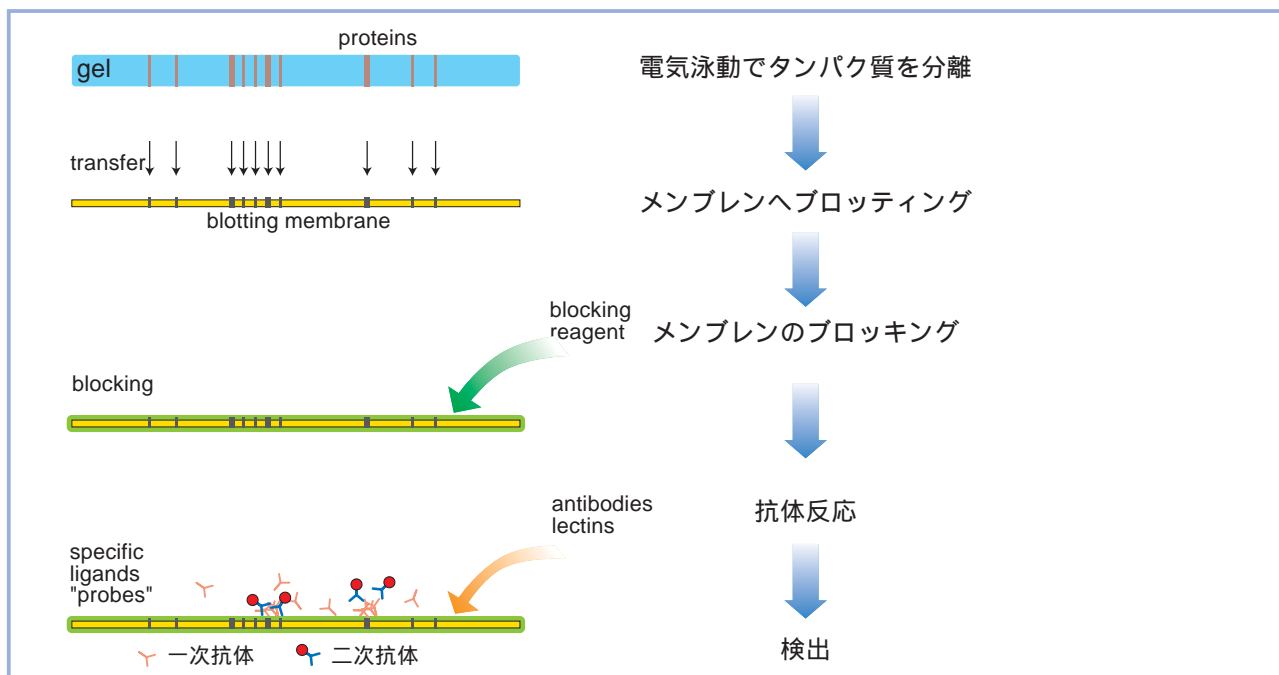 proteins
gel
電気泳動でタンパク質を分離
transfer
メンブレンへブロッティング
blotting membrane
blocking
reagent
メンブレンのブロッキング
blocking
antibodies
lectins
抗体反応
specific
ligands
"probes"
一次抗体
二次抗体
検出